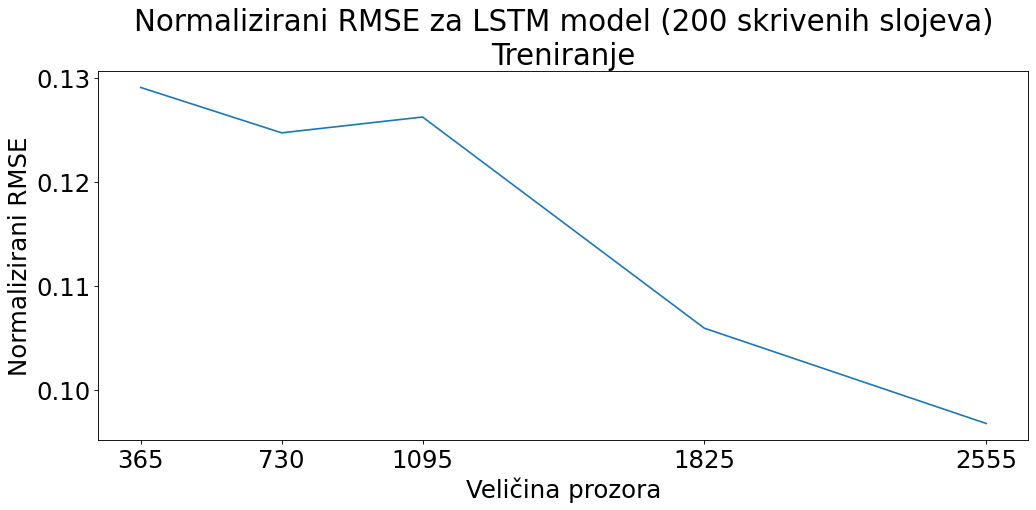 Normalizirani RMSE za LSTM model (200 skrivenih slojeva)
Treniranje
Normalizirani RMSE
0.13
0.12
0.11
0.10
365 730 1095 1825 2555
Veličina prozora